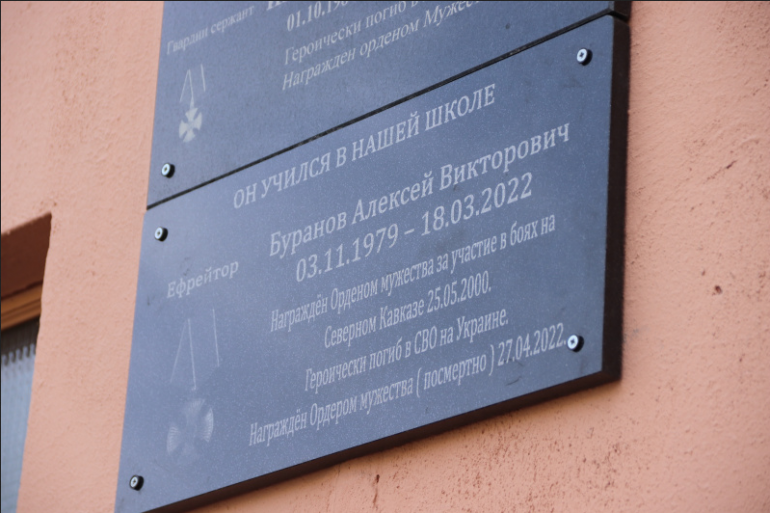 Гвардии сержант
01.10.19
Героически погиб в
Награжден орденом Мужес
ОН УЧИЛСЯ В НАШЕЙ ШКОЛЕ
Ефрейтор
Буранов Алексей Викторович
03.11.1979 – 18.03.2022
Награждён Орденом мужества за участие в боях на
Северном Кавказе 25.05.2000.
Героически погиб в СВО на Украине.
Награждён Ордером мужества ( посмертно ) 27.04.2022.